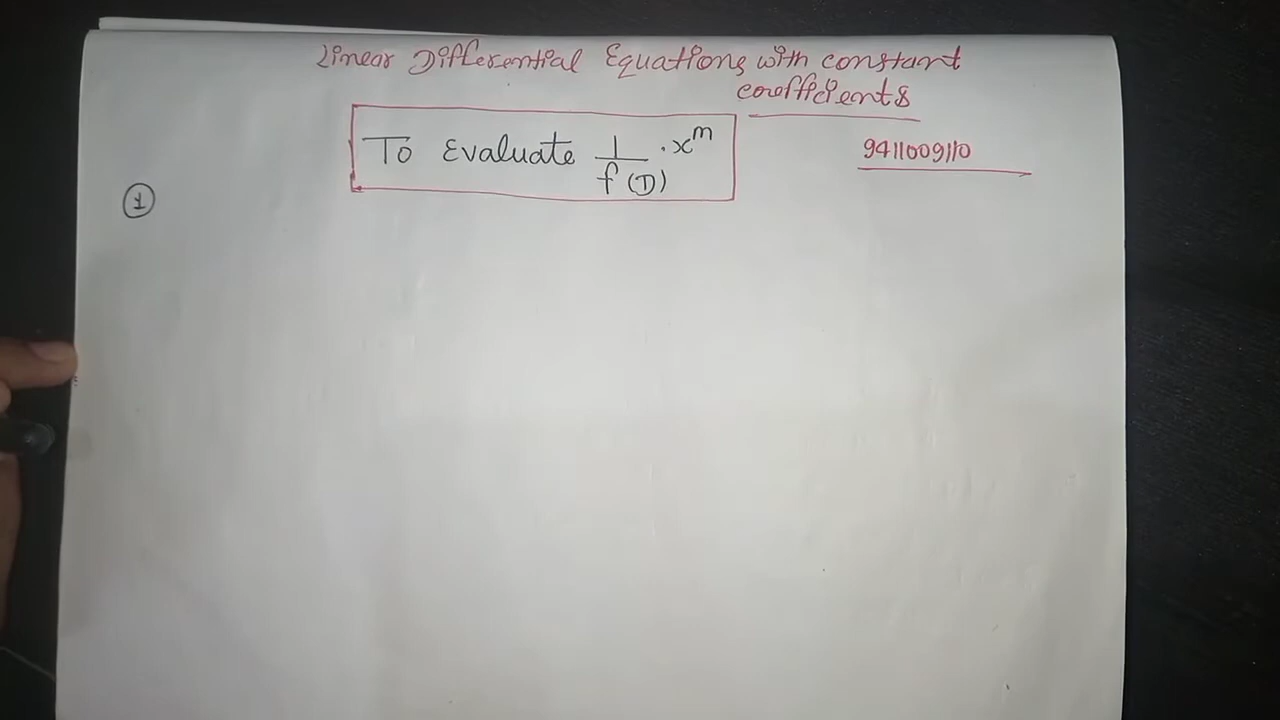 Linear Differential Equations with constant
coefficients
To Evaluate 1/f(D) · x^m
9411009110
1